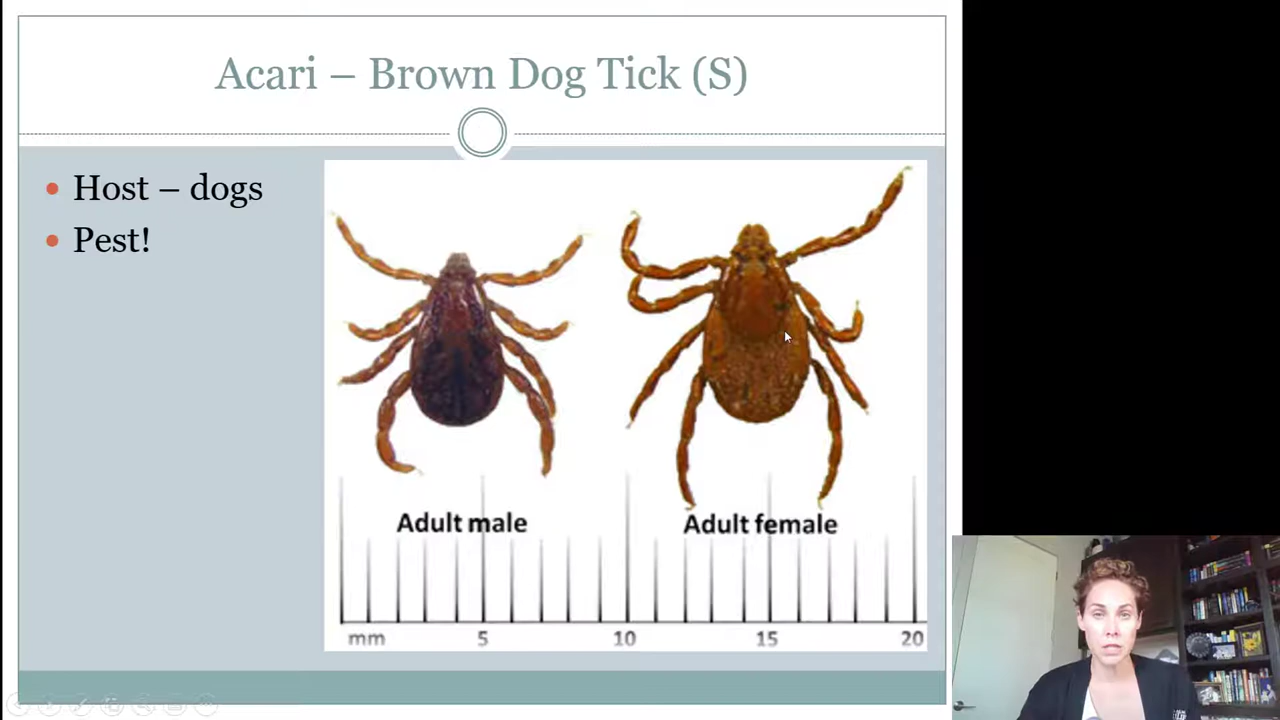 Acari – Brown Dog Tick (S)
• Host – dogs
• Pest!
Adult male
Adult female
mm 5 10 15 20